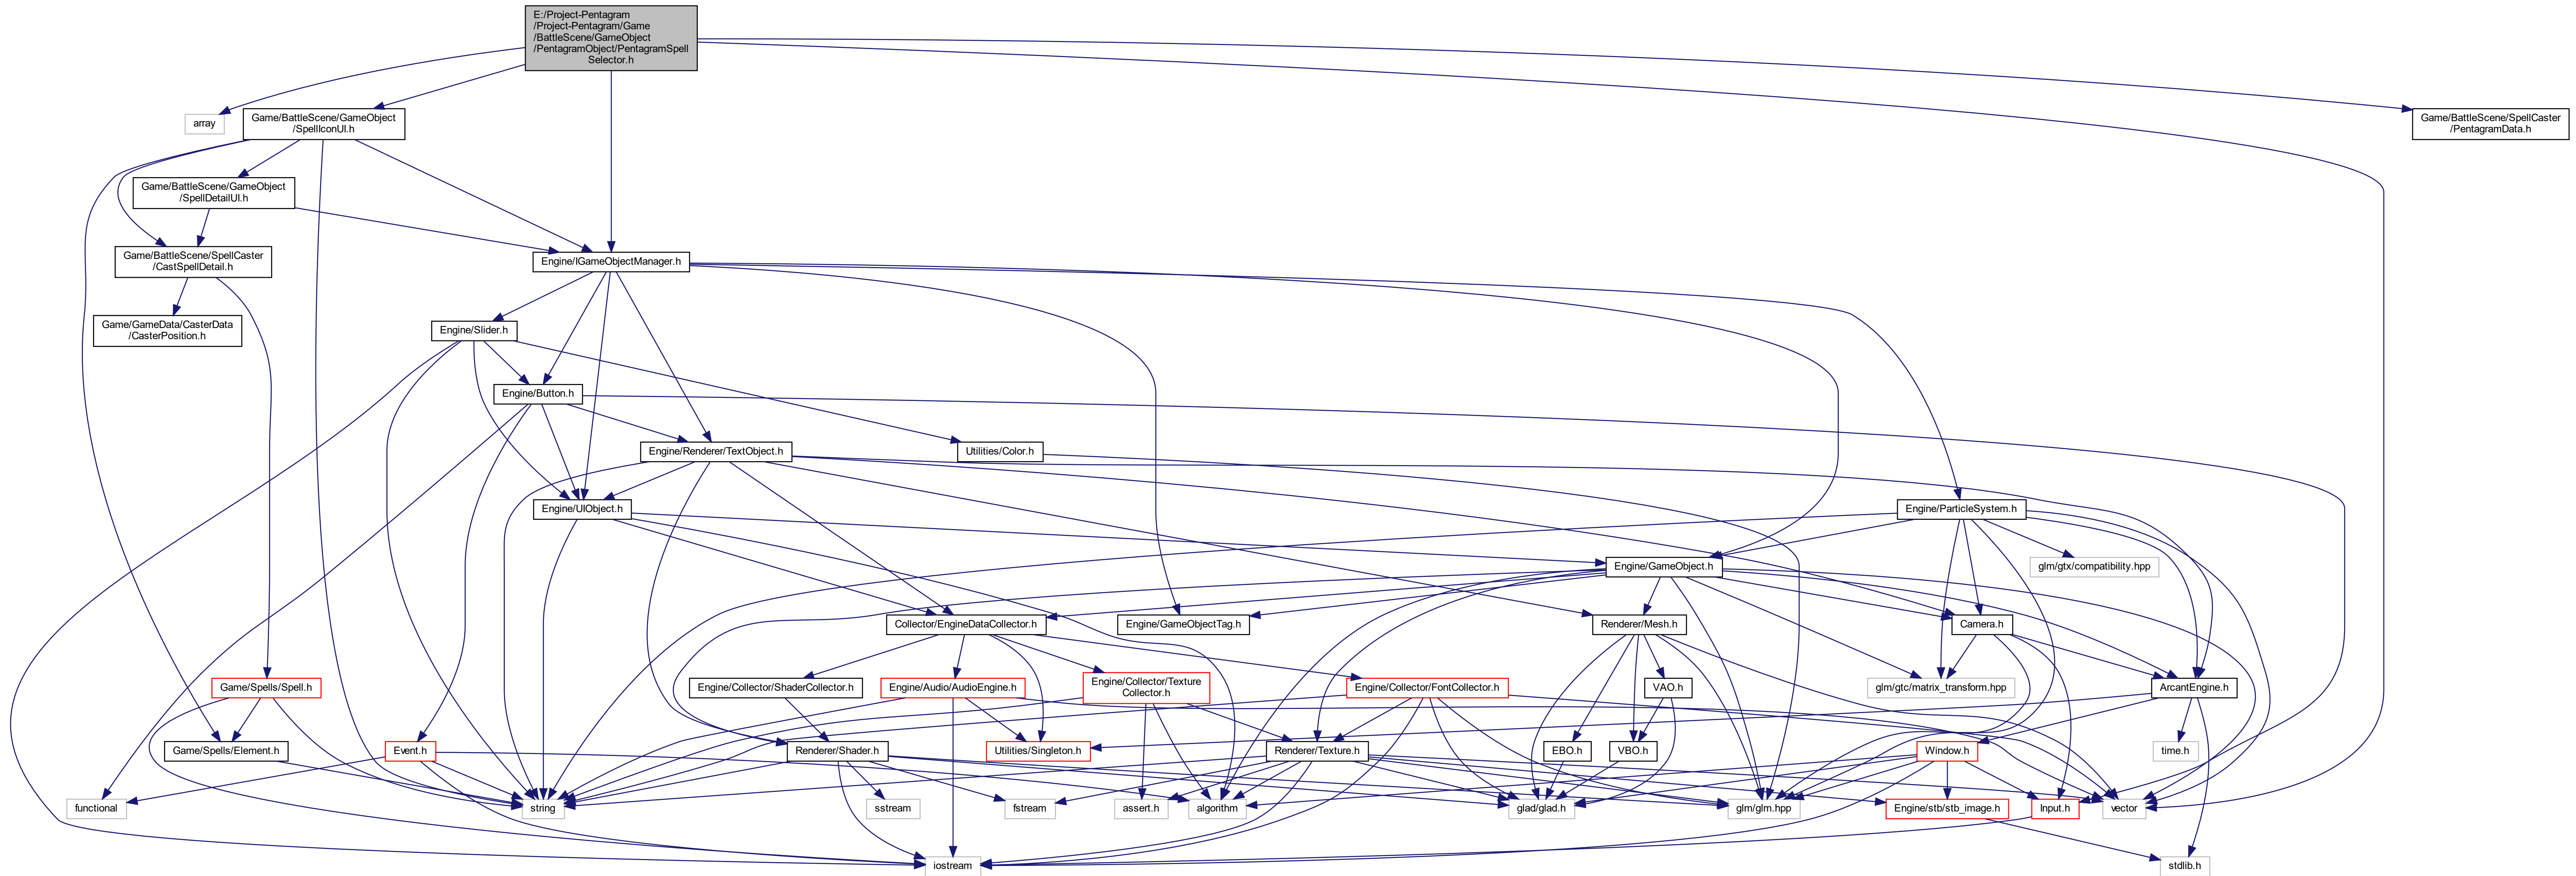 E:/Project-Pentagram
/Project-Pentagram/Game
/BattleScene/GameObject
/PentagramObject/PentagramSpell
Selector.h
array
Game/BattleScene/GameObject
/SpellIconUI.h
Game/BattleScene/SpellCaster
/PentagramData.h
Game/BattleScene/GameObject
/SpellDetailUI.h
Game/BattleScene/SpellCaster
/CastSpellDetail.h
Engine/IGameObjectManager.h
Game/GameData/CasterData
/CasterPosition.h
Engine/Slider.h
Engine/Button.h
Engine/Renderer/TextObject.h
Utilities/Color.h
Engine/UIObject.h
Engine/ParticleSystem.h
Engine/GameObject.h
glm/gtx/compatibility.hpp
Collector/EngineDataCollector.h
Engine/GameObjectTag.h
Renderer/Mesh.h
Camera.h
Game/Spells/Spell.h
Engine/Collector/ShaderCollector.h
Engine/Audio/AudioEngine.h
Engine/Collector/Texture
Collector.h
Engine/Collector/FontCollector.h
VAO.h
glm/gtc/matrix_transform.hpp
ArcantEngine.h
Game/Spells/Element.h
Event.h
Renderer/Shader.h
Utilities/Singleton.h
Renderer/Texture.h
EBO.h
VBO.h
Window.h
time.h
functional
string
sstream
fstream
assert.h
algorithm
glad/glad.h
glm/glm.hpp
Engine/stb/stb_image.h
Input.h
vector
iostream
stdlib.h